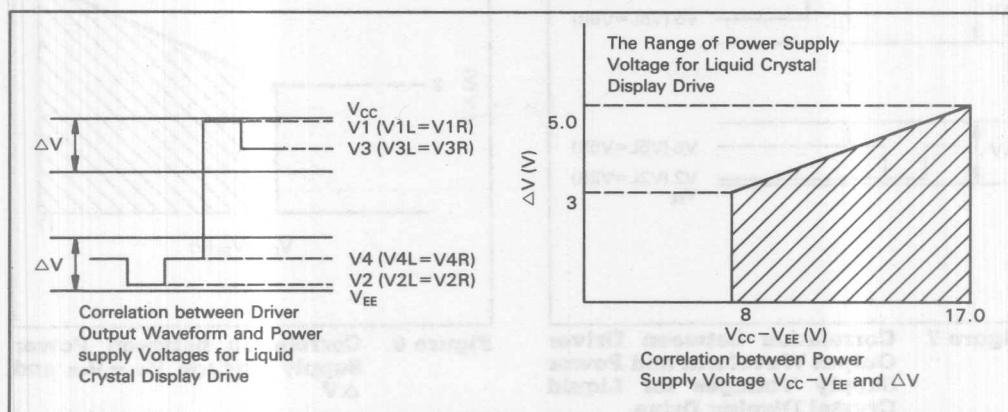 V_CC
V1 (V1L=V1R)
△V
V3 (V3L=V3R)
△V
V4 (V4L=V4R)
V2 (V2L=V2R)
V_EE
Correlation between Driver
Output Waveform and Power
supply Voltages for Liquid
Crystal Display Drive
The Range of Power Supply
Voltage for Liquid Crystal
Display Drive
5.0
△V (V)
3
8
17.0
V_CC−V_EE (V)
Correlation between Power
Supply Voltage V_CC−V_EE and △V